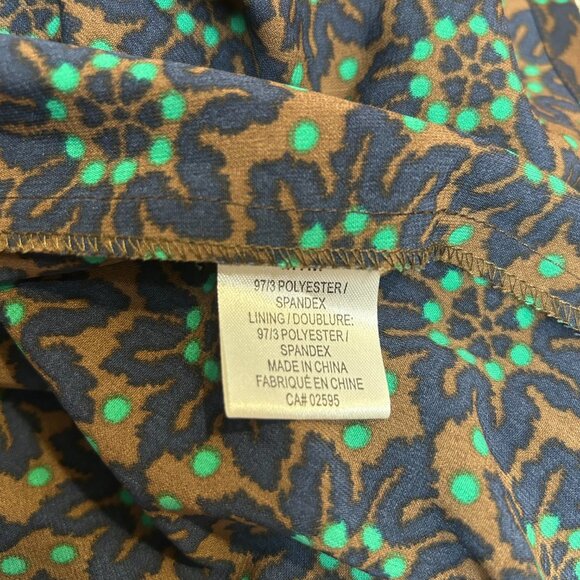 97/3 POLYESTER/
SPANDEX
LINING / DOUBLURE:
97/3 POLYESTER /
SPANDEX
MADE IN CHINA
FABRIQUÉ EN CHINE
CA# 02595